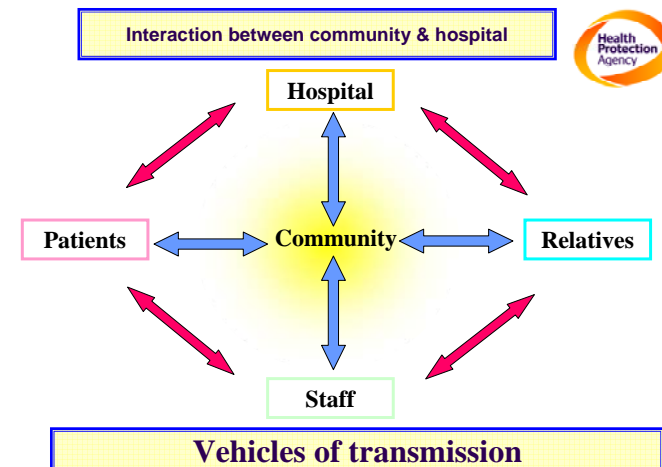 Interaction between community & hospital
Health
Protection
Agency
Hospital
Patients
Community
Relatives
Staff
Vehicles of transmission